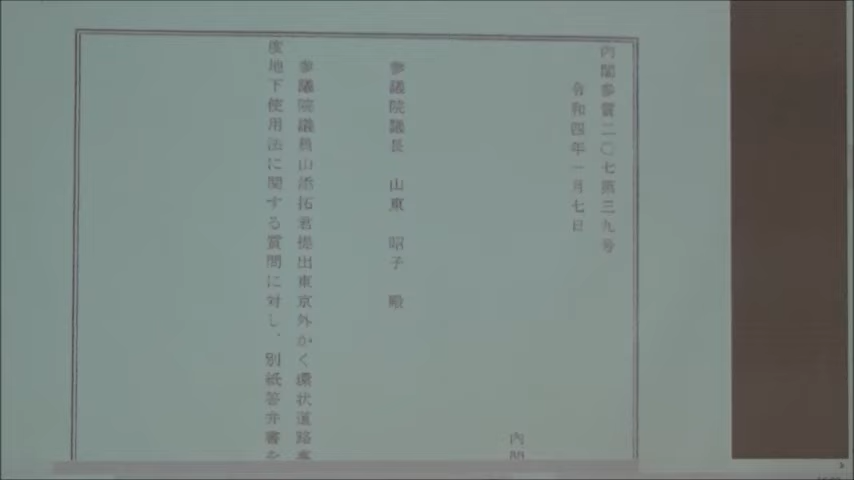 内閣参質二〇七第三九号
令和四年一月七日
内閣
参議院議長 山東 昭子 殿
参議院議員山添拓君提出東京外かく環状道路事
度地下使用法に関する質問に対し、別紙答弁書を